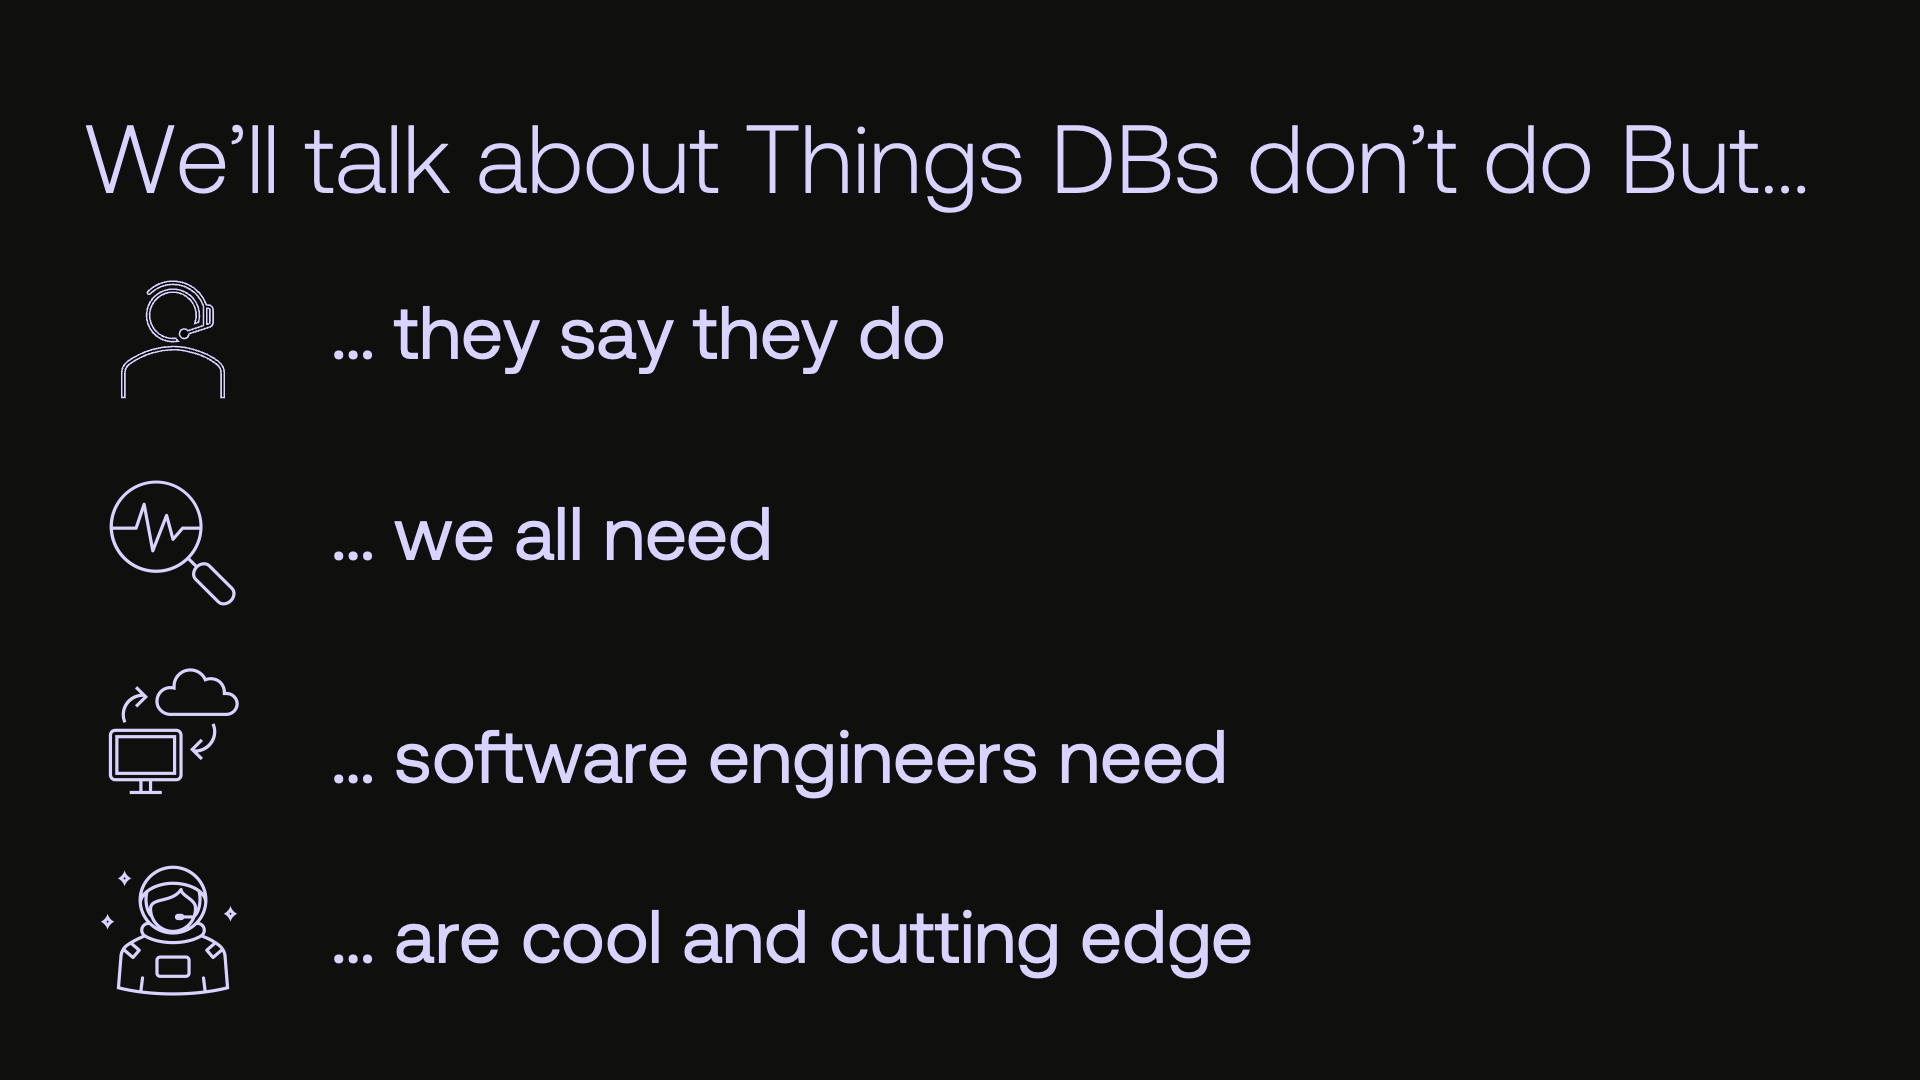 We’ll talk about Things DBs don’t do But...
... they say they do
... we all need
... software engineers need
... are cool and cutting edge